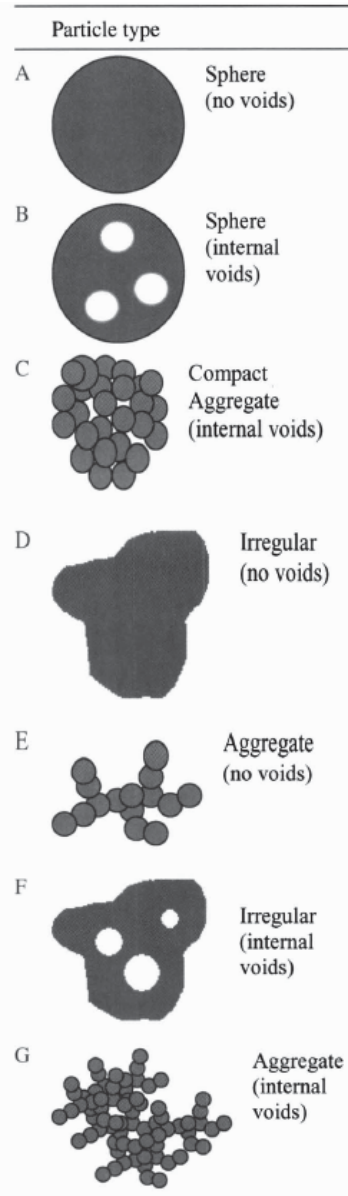 Particle type
A
Sphere
(no voids)
B
Sphere
(internal
voids)
C
Compact
Aggregate
(internal voids)
D
Irregular
(no voids)
E
Aggregate
(no voids)
F
Irregular
(internal
voids)
G
Aggregate
(internal
voids)